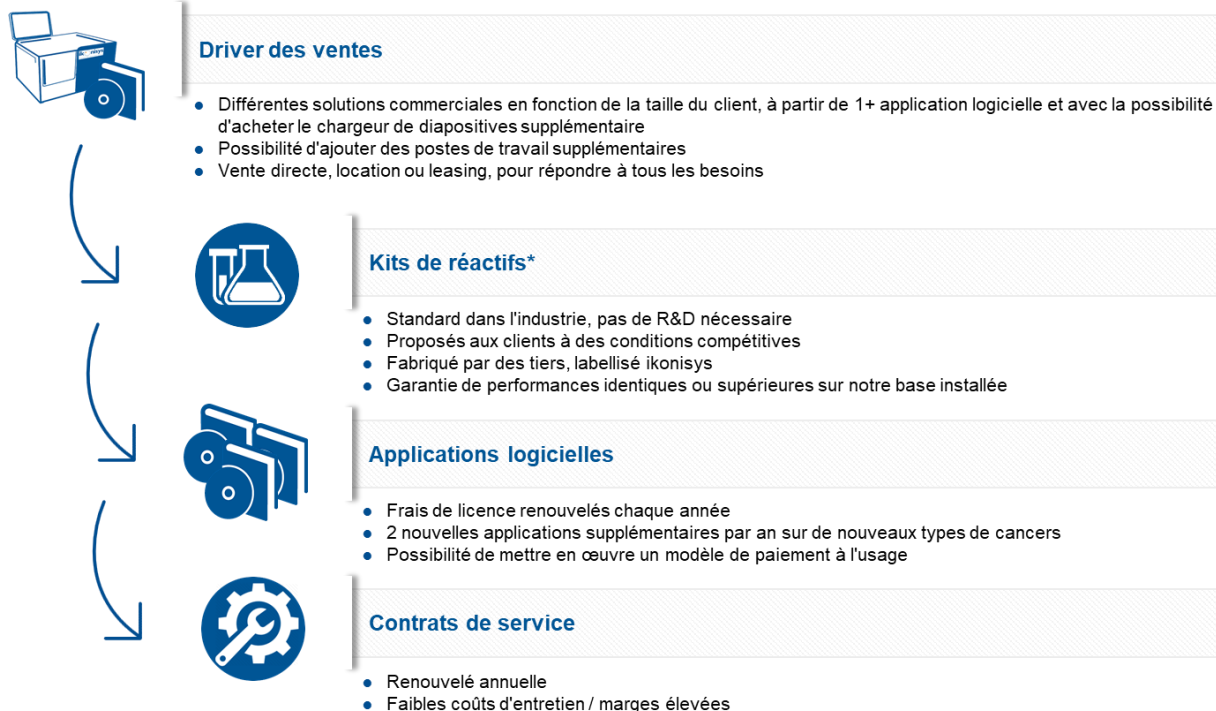 Driver des ventes
● Différentes solutions commerciales en fonction de la taille du client, à partir de 1+ application logicielle et avec la possibilité
d'acheter le chargeur de diapositives supplémentaire
● Possibilité d'ajouter des postes de travail supplémentaires
● Vente directe, location ou leasing, pour répondre à tous les besoins
Kits de réactifs*
● Standard dans l'industrie, pas de R&D nécessaire
● Proposés aux clients à des conditions compétitives
● Fabriqué par des tiers, labellisé ikonisys
● Garantie de performances identiques ou supérieures sur notre base installée
Applications logicielles
● Frais de licence renouvelés chaque année
● 2 nouvelles applications supplémentaires par an sur de nouveaux types de cancers
● Possibilité de mettre en œuvre un modèle de paiement à l'usage
Contrats de service
● Renouvelé annuelle
● Faibles coûts d'entretien / marges élevées